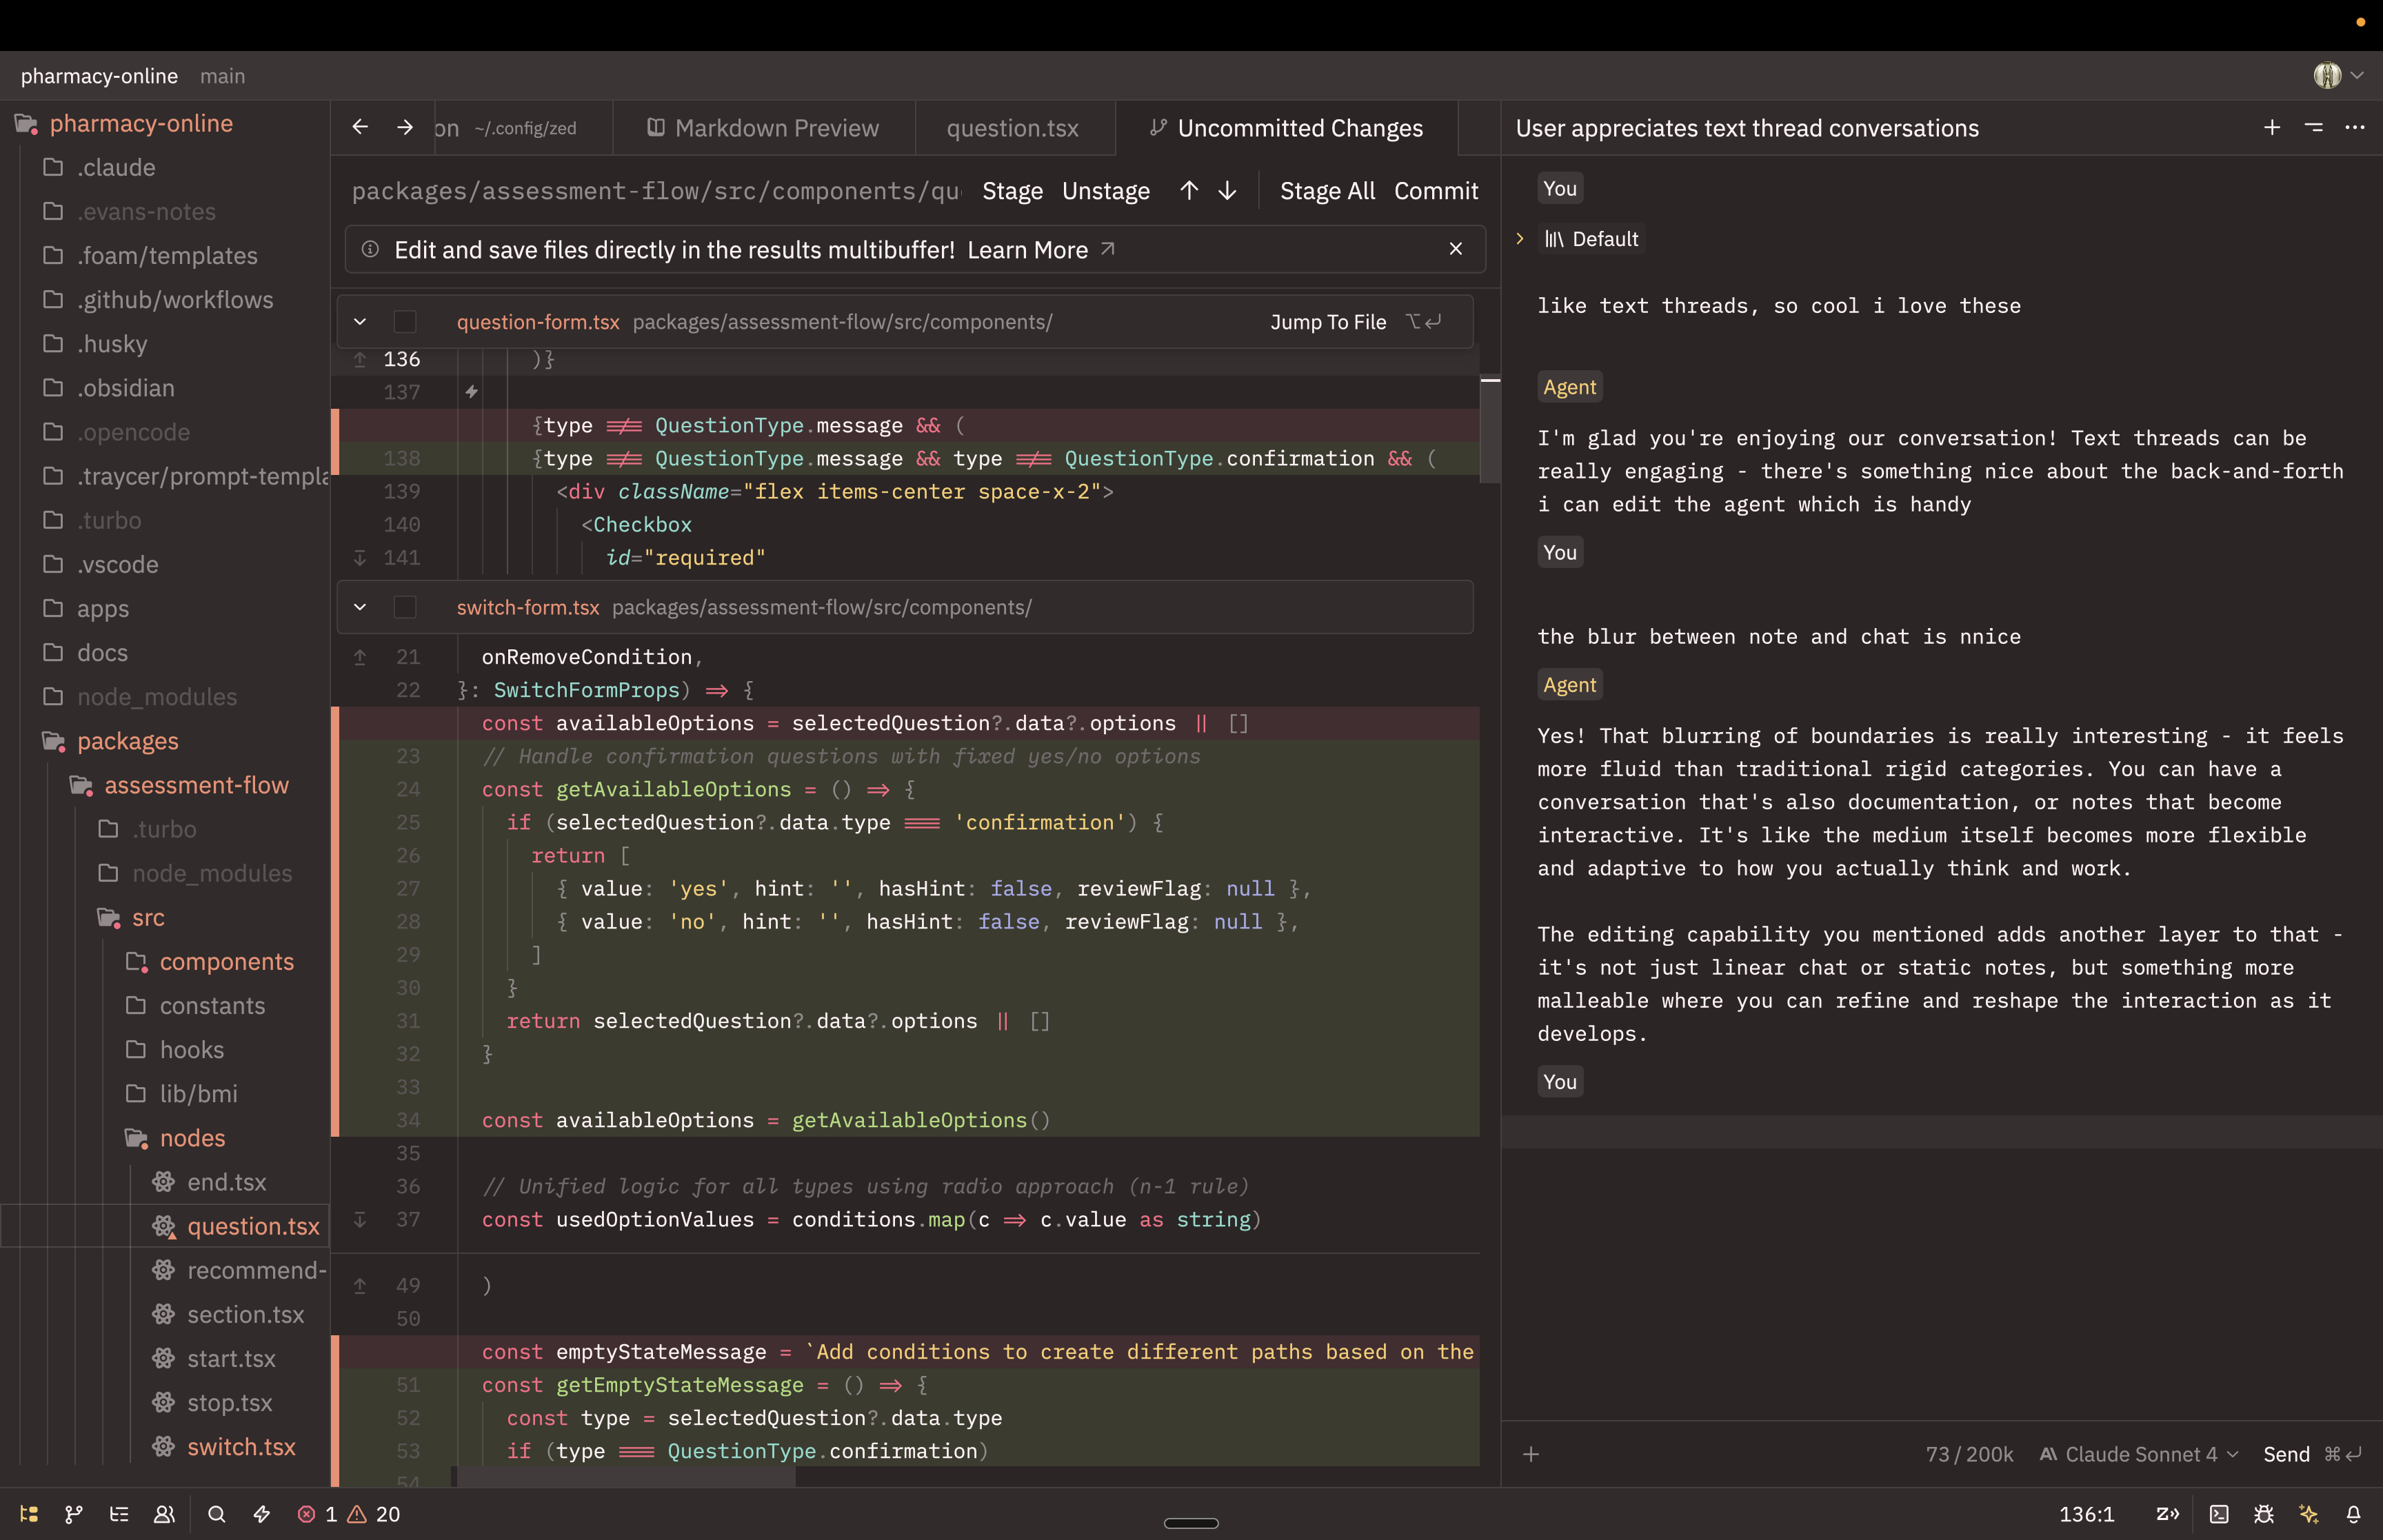 pharmacy-online main
pharmacy-online
.claude
.evans-notes
.foam/templates
.github/workflows
.husky
.obsidian
.opencode
.traycer/prompt-templa
.turbo
.vscode
apps
docs
node_modules
packages
assessment-flow
.turbo
node_modules
src
components
constants
hooks
lib/bmi
nodes
end.tsx
question.tsx
recommend-
section.tsx
start.tsx
stop.tsx
switch.tsx
on ~/.config/zed Markdown Preview question.tsx Uncommitted Changes
packages/assessment-flow/src/components/qu Stage Unstage Stage All Commit
Edit and save files directly in the results multibuffer! Learn More
question-form.tsx packages/assessment-flow/src/components/ Jump To File ⌥↵
136 )}
137
{type !== QuestionType.message && (
138 {type !== QuestionType.message && type !== QuestionType.confirmation && (
139 <div className="flex items-center space-x-2">
140 <Checkbox
141 id="required"
switch-form.tsx packages/assessment-flow/src/components/
21 onRemoveCondition,
22 }: SwitchFormProps) => {
const availableOptions = selectedQuestion?.data?.options || []
23 // Handle confirmation questions with fixed yes/no options
24 const getAvailableOptions = () => {
25 if (selectedQuestion?.data.type === 'confirmation') {
26 return [
27 { value: 'yes', hint: '', hasHint: false, reviewFlag: null },
28 { value: 'no', hint: '', hasHint: false, reviewFlag: null },
29 ]
30 }
31 return selectedQuestion?.data?.options || []
32 }
33
34 const availableOptions = getAvailableOptions()
35
36 // Unified logic for all types using radio approach (n-1 rule)
37 const usedOptionValues = conditions.map(c => c.value as string)
49 )
50
const emptyStateMessage = `Add conditions to create different paths based on the
51 const getEmptyStateMessage = () => {
52 const type = selectedQuestion?.data.type
53 if (type === QuestionType.confirmation)
54
User appreciates text thread conversations
You
Default
like text threads, so cool i love these
Agent
I'm glad you're enjoying our conversation! Text threads can be
really engaging - there's something nice about the back-and-forth
i can edit the agent which is handy
You
the blur between note and chat is nnice
Agent
Yes! That blurring of boundaries is really interesting - it feels
more fluid than traditional rigid categories. You can have a
conversation that's also documentation, or notes that become
interactive. It's like the medium itself becomes more flexible
and adaptive to how you actually think and work.
The editing capability you mentioned adds another layer to that -
it's not just linear chat or static notes, but something more
malleable where you can refine and reshape the interaction as it
develops.
You
73 / 200k Claude Sonnet 4 Send ⌘↵
1 20
136:1